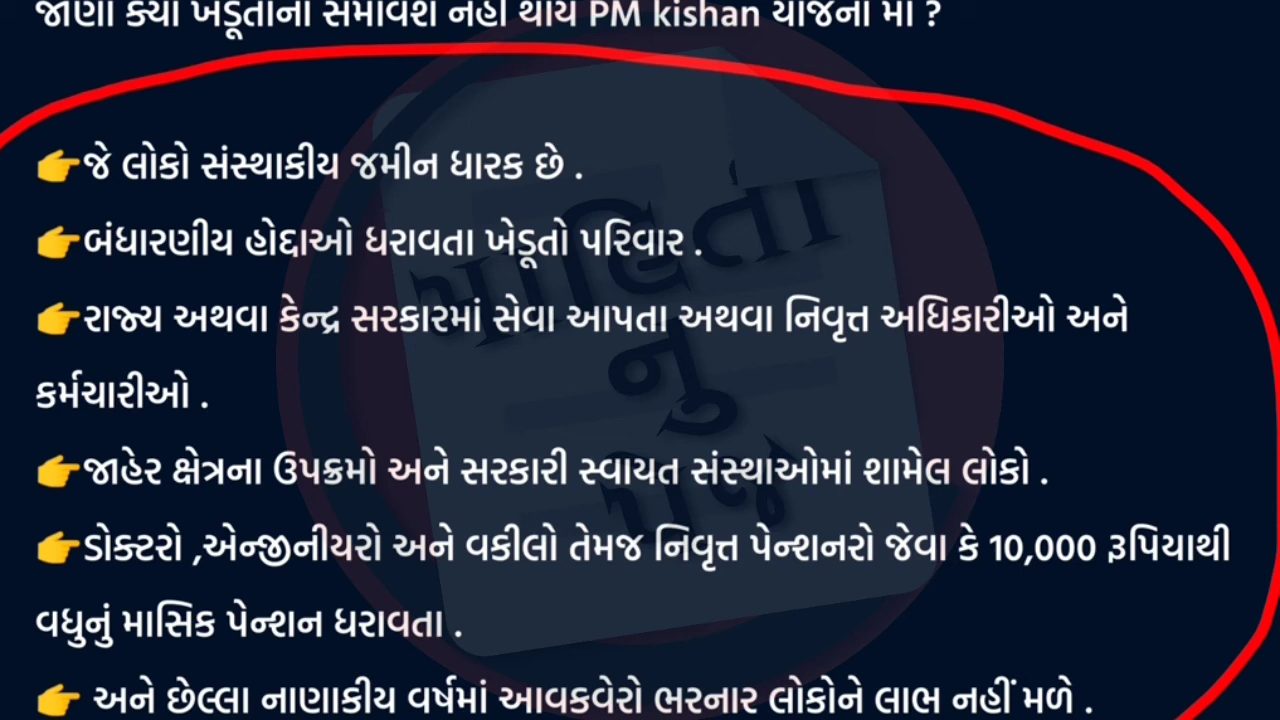 જાણો ક્યાં ખેડૂતોનો સમાવેશ નહીં થાય PM kishan યોજના માં ?
👉જે લોકો સંસ્થાકીય જમીન ધારક છે .
👉બંધારણીય હોદ્દાઓ ધરાવતા ખેડૂતો પરિવાર .
👉રાજ્ય અથવા કેન્દ્ર સરકારમાં સેવા આપતા અથવા નિવૃત્ત અધિકારીઓ અને
કર્મચારીઓ .
👉જાહેર ક્ષેત્રના ઉપક્રમો અને સરકારી સ્વાયત સંસ્થાઓમાં શામેલ લોકો .
👉ડોક્ટરો ,એન્જીનીયરો અને વકીલો તેમજ નિવૃત્ત પેન્શનરો જેવા કે 10,000 રૂપિયાથી
વધુનું માસિક પેન્શન ધરાવતા .
👉 અને છેલ્લા નાણાકીય વર્ષમાં આવકવેરો ભરનાર લોકોને લાભ નહીં મળે .
માહિતી
નું
પેજ